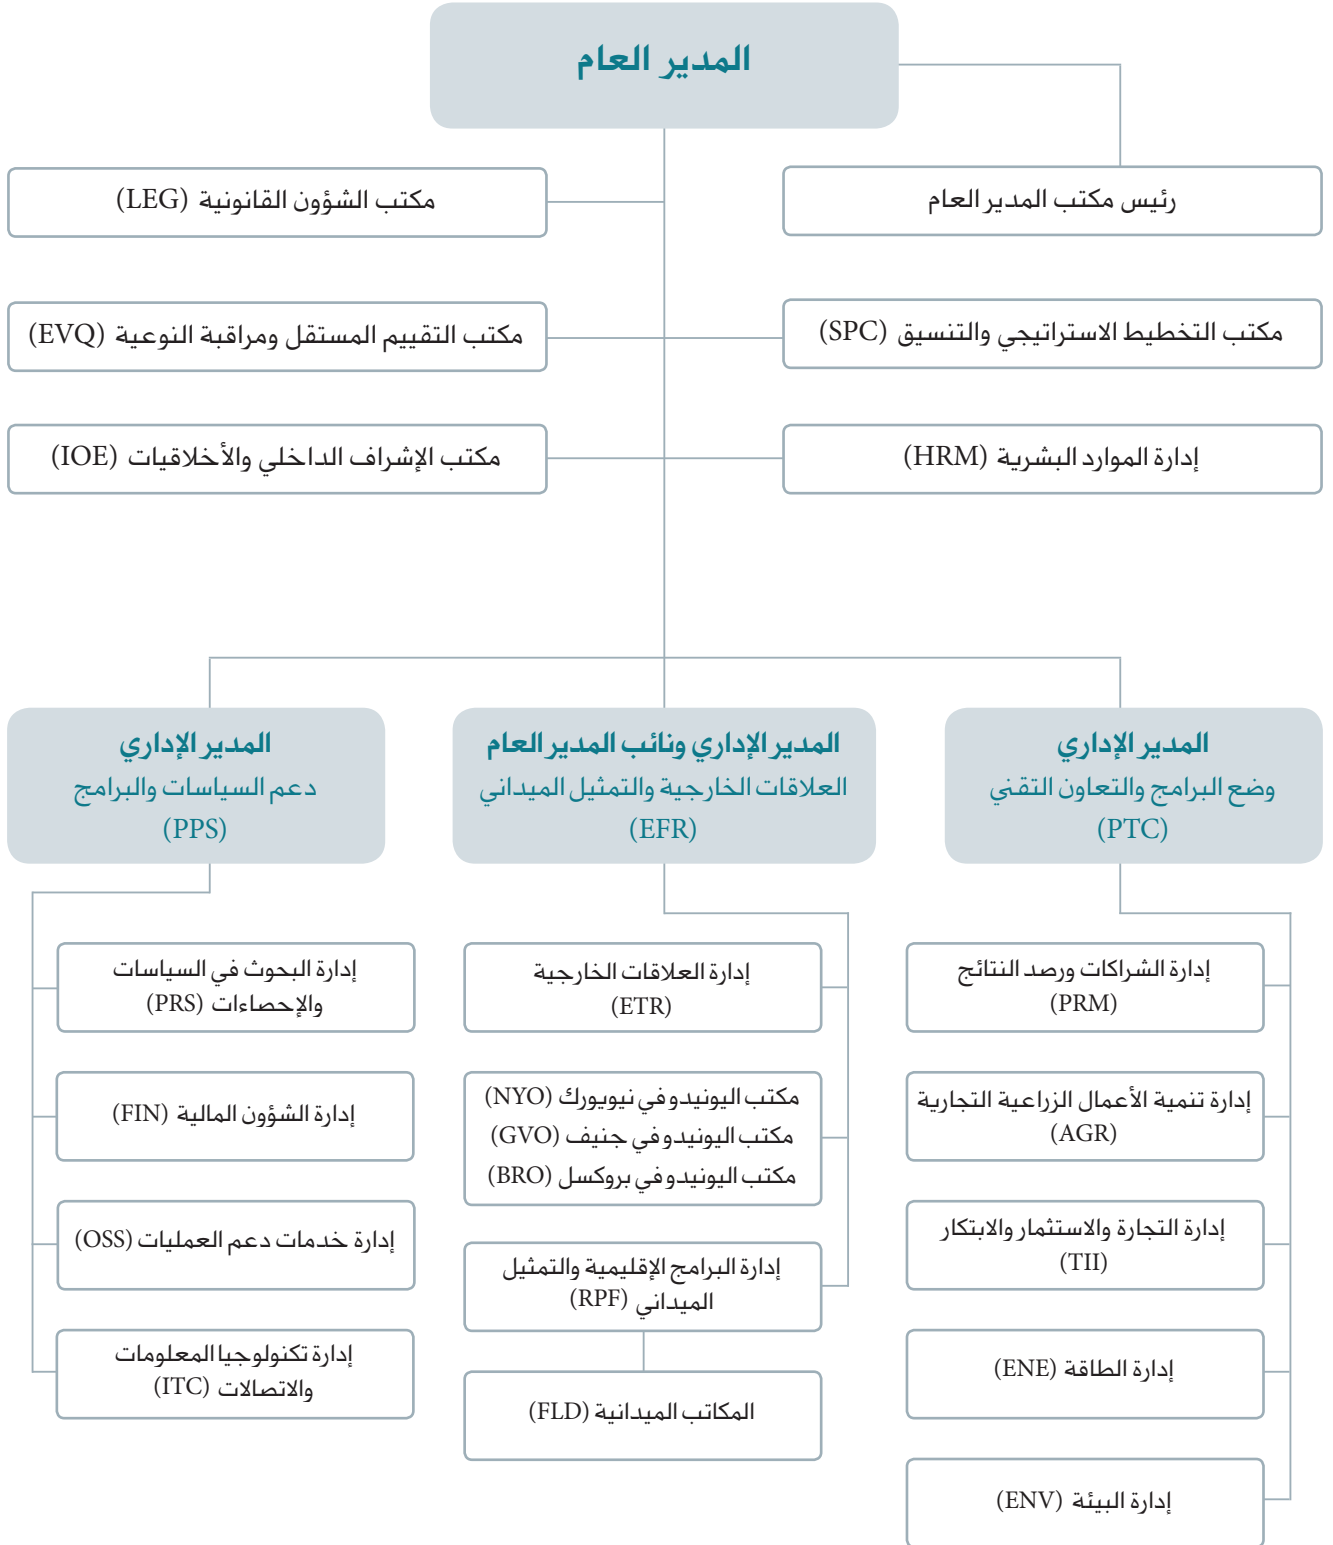 المدير العام
رئيس مكتب المدير العام
مكتب الشؤون القانونية (LEG)
مكتب التخطيط الاستراتيجي والتنسيق (SPC)
مكتب التقييم المستقل ومراقبة النوعية (EVQ)
إدارة الموارد البشرية (HRM)
مكتب الإشراف الداخلي والأخلاقيات (IOE)
المدير الإداري
وضع البرامج والتعاون التقني
(PTC)
إدارة الشراكات ورصد النتائج
(PRM)
إدارة تنمية الأعمال الزراعية التجارية
(AGR)
إدارة التجارة والاستثمار والابتكار
(TII)
إدارة الطاقة (ENE)
إدارة البيئة (ENV)
المدير الإداري ونائب المدير العام
العلاقات الخارجية والتمثيل الميداني
(EFR)
إدارة العلاقات الخارجية
(ETR)
مكتب اليونيدو في نيويورك (NYO)
مكتب اليونيدو في جنيف (GVO)
مكتب اليونيدو في بروكسل (BRO)
إدارة البرامج الإقليمية والتمثيل
الميداني (RPF)
المكاتب الميدانية (FLD)
المدير الإداري
دعم السياسات والبرامج
(PPS)
إدارة البحوث في السياسات
والإحصاءات (PRS)
إدارة الشؤون المالية (FIN)
إدارة خدمات دعم العمليات (OSS)
إدارة تكنولوجيا المعلومات
والاتصالات (ITC)